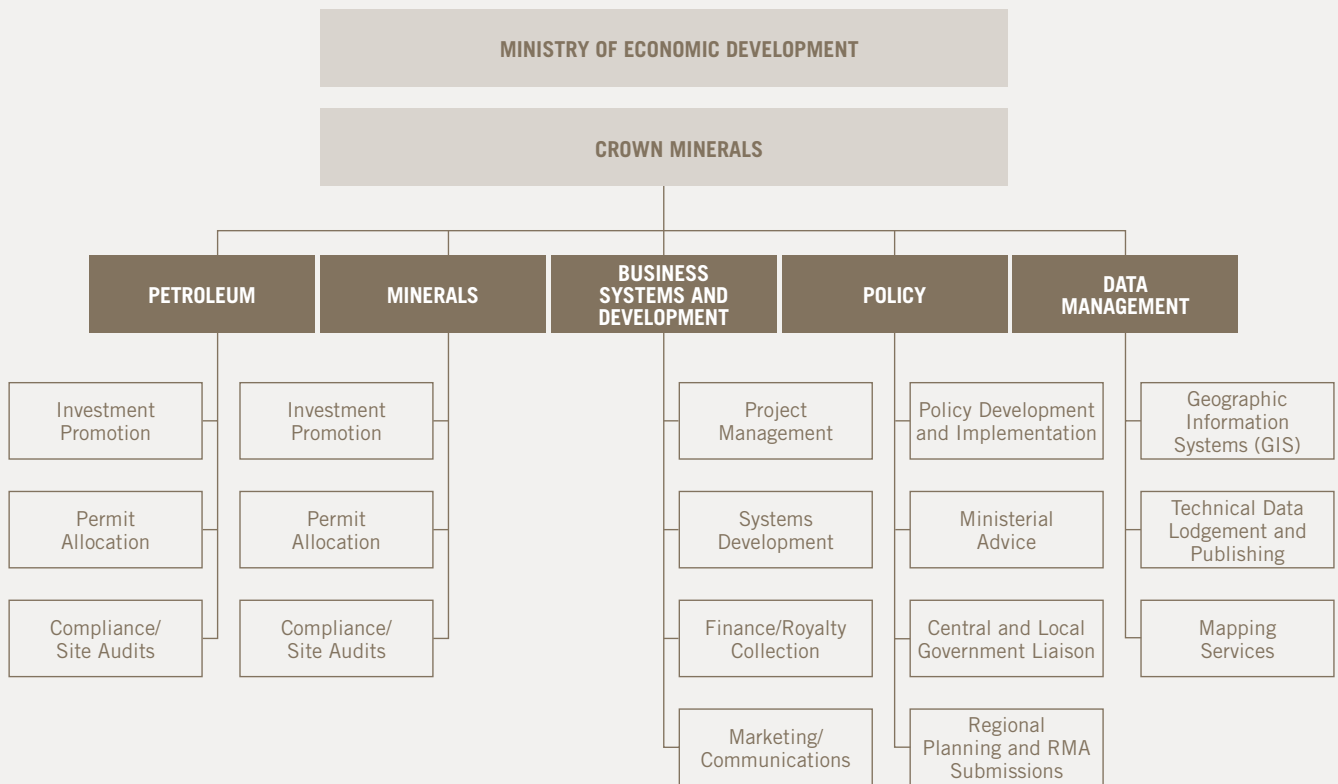 MINISTRY OF ECONOMIC DEVELOPMENT
CROWN MINERALS
PETROLEUM
MINERALS
BUSINESS
SYSTEMS AND
DEVELOPMENT
POLICY
DATA
MANAGEMENT
Investment
Promotion
Permit
Allocation
Compliance/
Site Audits
Investment
Promotion
Permit
Allocation
Compliance/
Site Audits
Project
Management
Systems
Development
Finance/Royalty
Collection
Marketing/
Communications
Policy Development
and Implementation
Ministerial
Advice
Central and Local
Government Liaison
Regional
Planning and RMA
Submissions
Geographic
Information
Systems (GIS)
Technical Data
Lodgement and
Publishing
Mapping
Services